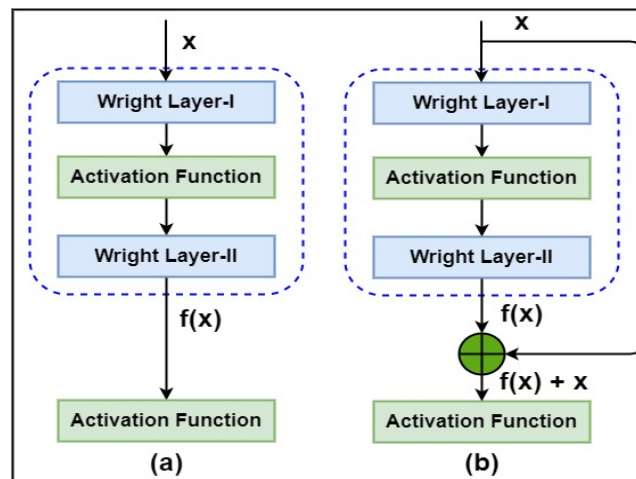 x
Wright Layer-I
Activation Function
Wright Layer-II
f(x)
Activation Function
(a)
x
Wright Layer-I
Activation Function
Wright Layer-II
f(x)
f(x) + x
Activation Function
(b)